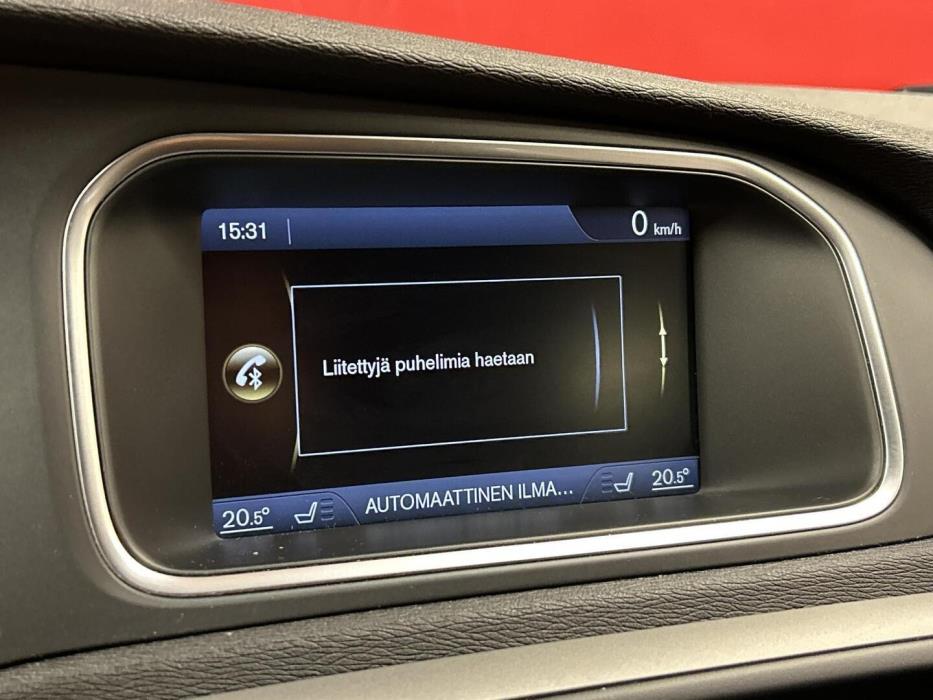 15:31
0 km/h
Liitettyjä puhelimia haetaan
20.5° AUTOMAATTINEN ILMA... 20.5°